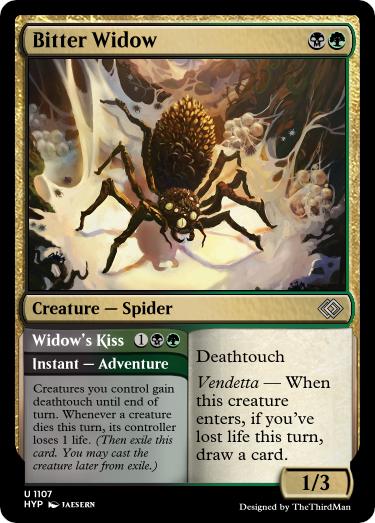 Bitter Widow
Creature — Spider
Widow's Kiss 1
Instant — Adventure
Creatures you control gain
deathtouch until end of
turn. Whenever a creature
dies this turn, its controller
loses 1 life. (Then exile this
card. You may cast the
creature later from exile.)
Deathtouch
Vendetta — When
this creature
enters, if you've
lost life this turn,
draw a card.
1/3
U 1107
HYP JAESERN
Designed by TheThirdMan